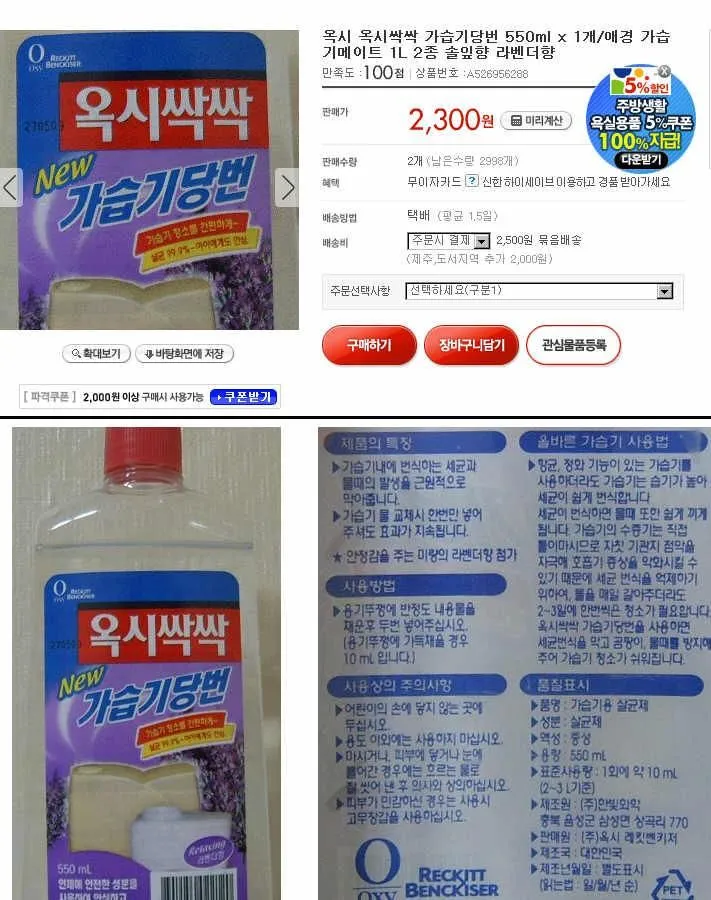 옥시 옥시싹싹 가습기당번 550ml x 1개/애경 가습
기메이트 1L 2종 솔잎향 라벤더향
만족도 : 100점 | 상품번호 : A526956288
판매가
2,300원
미리계산
5%할인
주방생활
욕실용품 5%쿠폰
100%지급!
다운받기
판매수량
2개 (남은수량 2998개)
혜택
무이자카드 ? 신한하이세이브이용하고 경품받아가세요
배송방법
택배 (평균 1.5일)
배송비
주문시 결제
2,500원 묶음배송
(제주,도서지역 추가 2,000원)
주문선택사항
선택하세요(구분1)
구매하기
장바구니담기
관심물품등록
O
OXY
RECKITT
BENCKISER
옥시싹싹
New
가습기당번
가습기 청소를 간편하게~
살균 99.9%-아이에게도 안심
확대보기
바탕화면에 저장
[ 파격쿠폰 ] 2,000원 이상 구매시 사용가능
쿠폰받기
O
OXY
RECKITT
BENCKISER
옥시싹싹
New
가습기당번
가습기 청소를 간편하게~
살균 99.9%-아이에게도 안심
Relaxing
라벤더향
550 mL
인체에 안전한 성분을
사용하여 안심하고
제품의 특장
▶가습기내에 번식하는 세균과
물때의 발생을 근원적으로
막아줍니다.
▶가습기 물 교체시 한번만 넣어
주셔도 효과가 지속됩니다.
★ 안정감을 주는 미량의 라벤더향 첨가
사용방법
▶용기뚜껑에 반정도 내용물을
채운후 두번 넣어주십시오.
(용기뚜껑에 가득채울 경우
10 mL 입니다.)
사용상의 주의사항
▶어린이의 손에 닿지 않는 곳에
두십시오.
▶용도 이외에는 사용하지 마십시오.
▶마시거나, 피부에 닿거나 눈에
들어간 경우에는 흐르는 물로
잘 씻어 낸 후 의사와 상의하십시오.
▶피부가 민감하신 경우는 사용시
고무장갑을 사용하십시오.
O
OXY
RECKITT
BENCKISER
올바른 가습기 사용법
▶항균, 정화 기능이 있는 가습기를
사용하더라도 가습기는 습기가 높아
세균이 쉽게 번식합니다
세균이 번식하면 물때 또한 쉽게 끼게
됩니다. 가습기의 수증기는 직접
들이마시므로 자칫 기관지 점막을
자극해 호흡기 증상을 악화시킬 수
있기 때문에 세균 번식을 억제하기
위하여, 물을 매일 갈아주더라도
2~3일에 한번씩은 청소가 필요합니다.
옥시싹싹 가습기당번을 사용하면
세균번식을 막고 곰팡이, 물때를 방지해
주어 가습기 청소가 쉬워집니다.
품질표시
▶품명 : 가습기용 살균제
▶성분 : 살균제
▶액성 : 중성
▶용량 : 550 mL
▶표준사용량 : 1회에 약 10 mL
(2~3 L기준)
▶제조원 : (주)한빛화학
충북 음성군 삼성면 상곡리 770
▶판매원 : (주)옥시 레킷벤키저
▶제조국 : 대한민국
▶제조년월일 : 별도표시
(읽는법 : 일/월/년 순)
PET